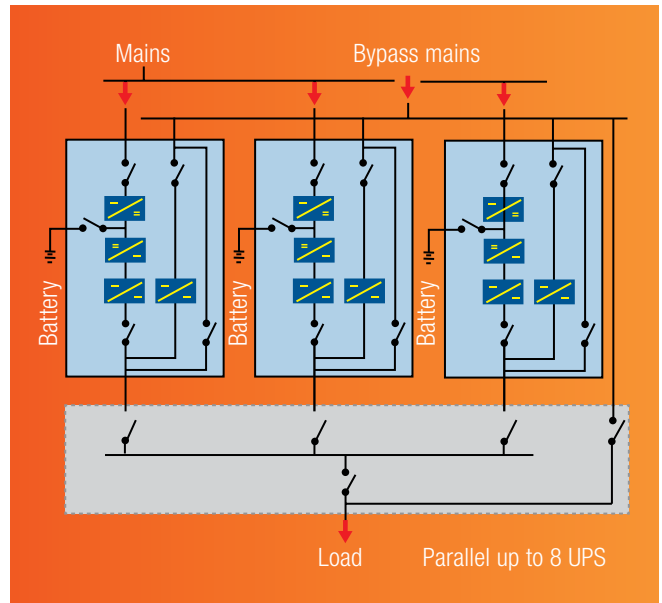 Mains
Bypass mains
Battery
Battery
Battery
Load
Parallel up to 8 UPS